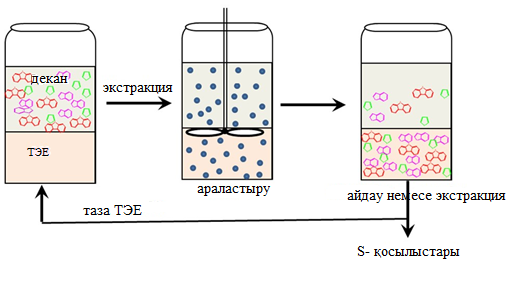 декан
экстракция
ТЭЕ
араластыру
айдау немесе экстракция
таза ТЭЕ
S- қосылыстары